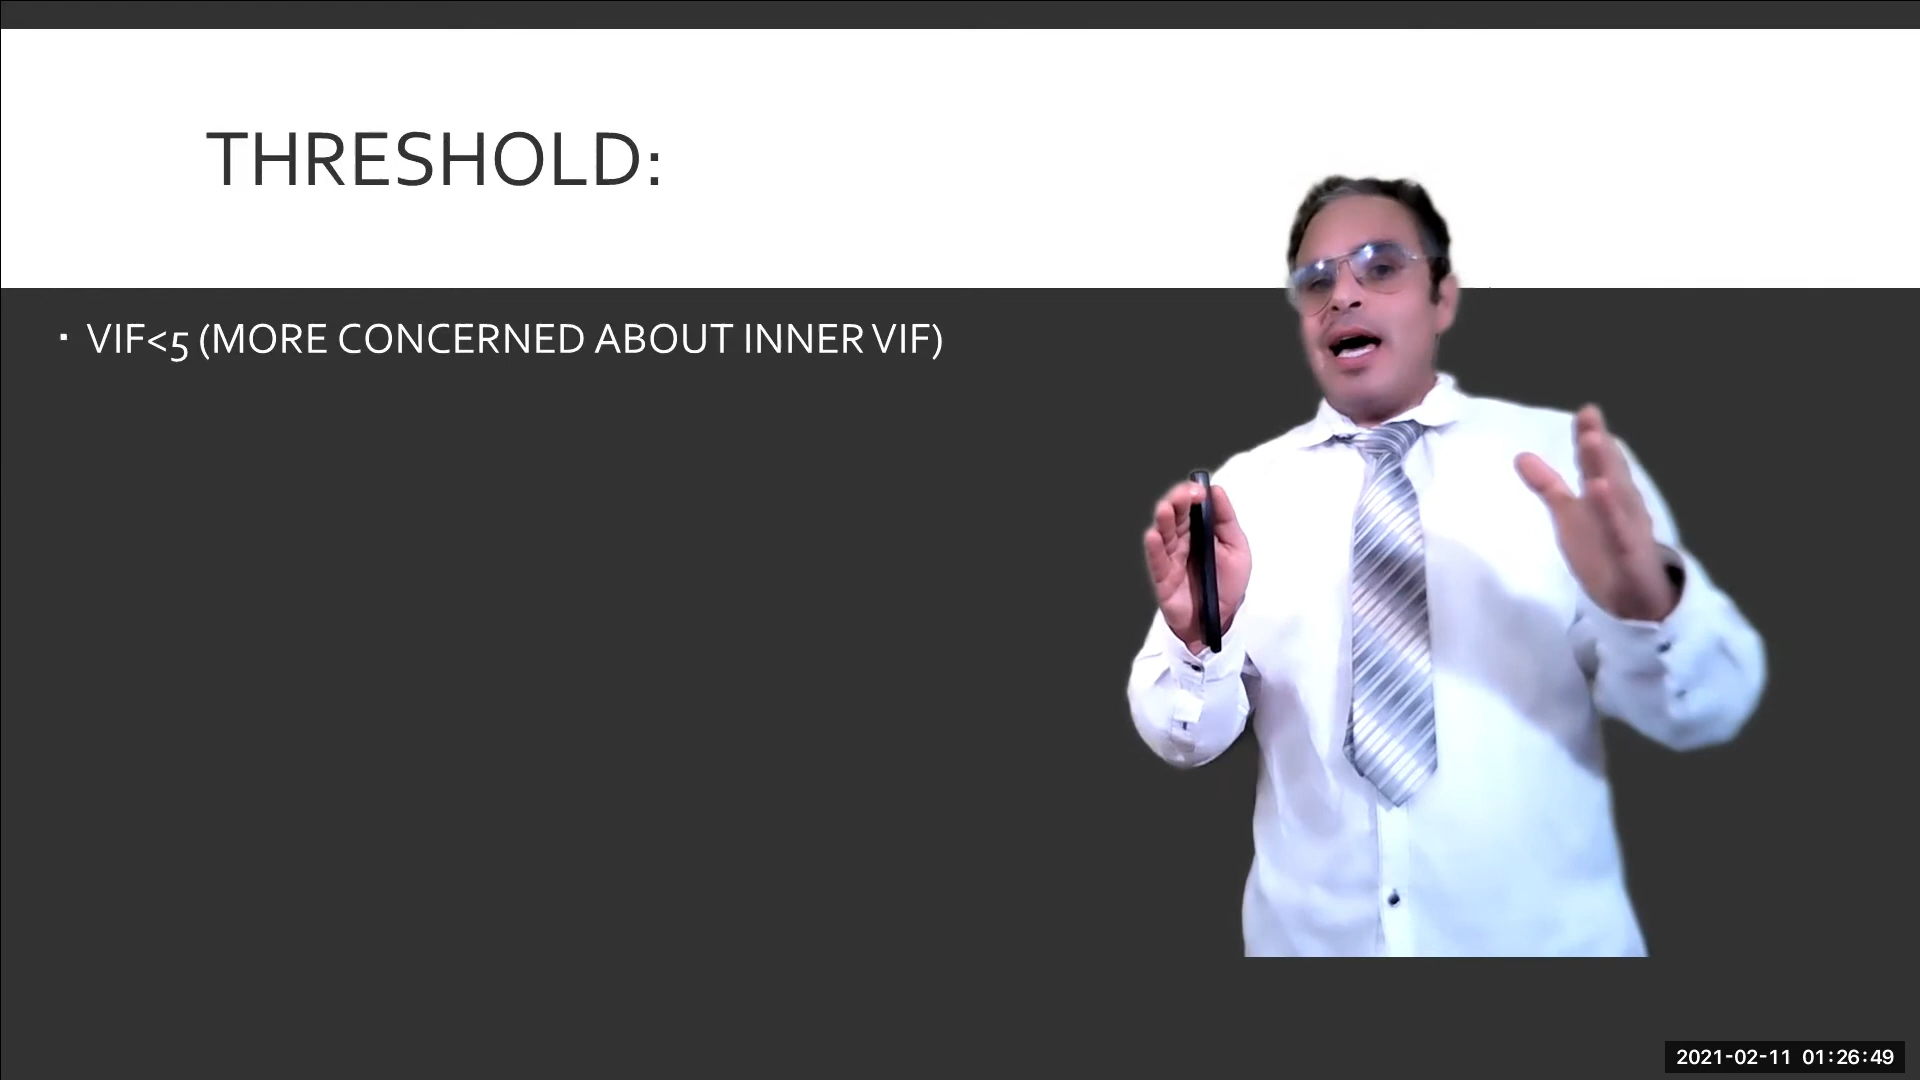 THRESHOLD:
▪ VIF<5 (MORE CONCERNED ABOUT INNER VIF)
2021-02-11 01:26:49